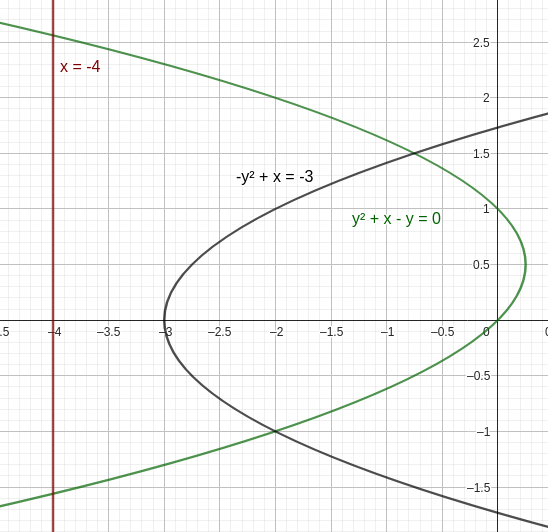 2.5
x = -4
2
1.5
-y² + x = -3
1
y² + x - y = 0
0.5
.5 –4 –3.5 –3 –2.5 –2 –1.5 –1 –0.5 0 0
–0.5
–1
–1.5